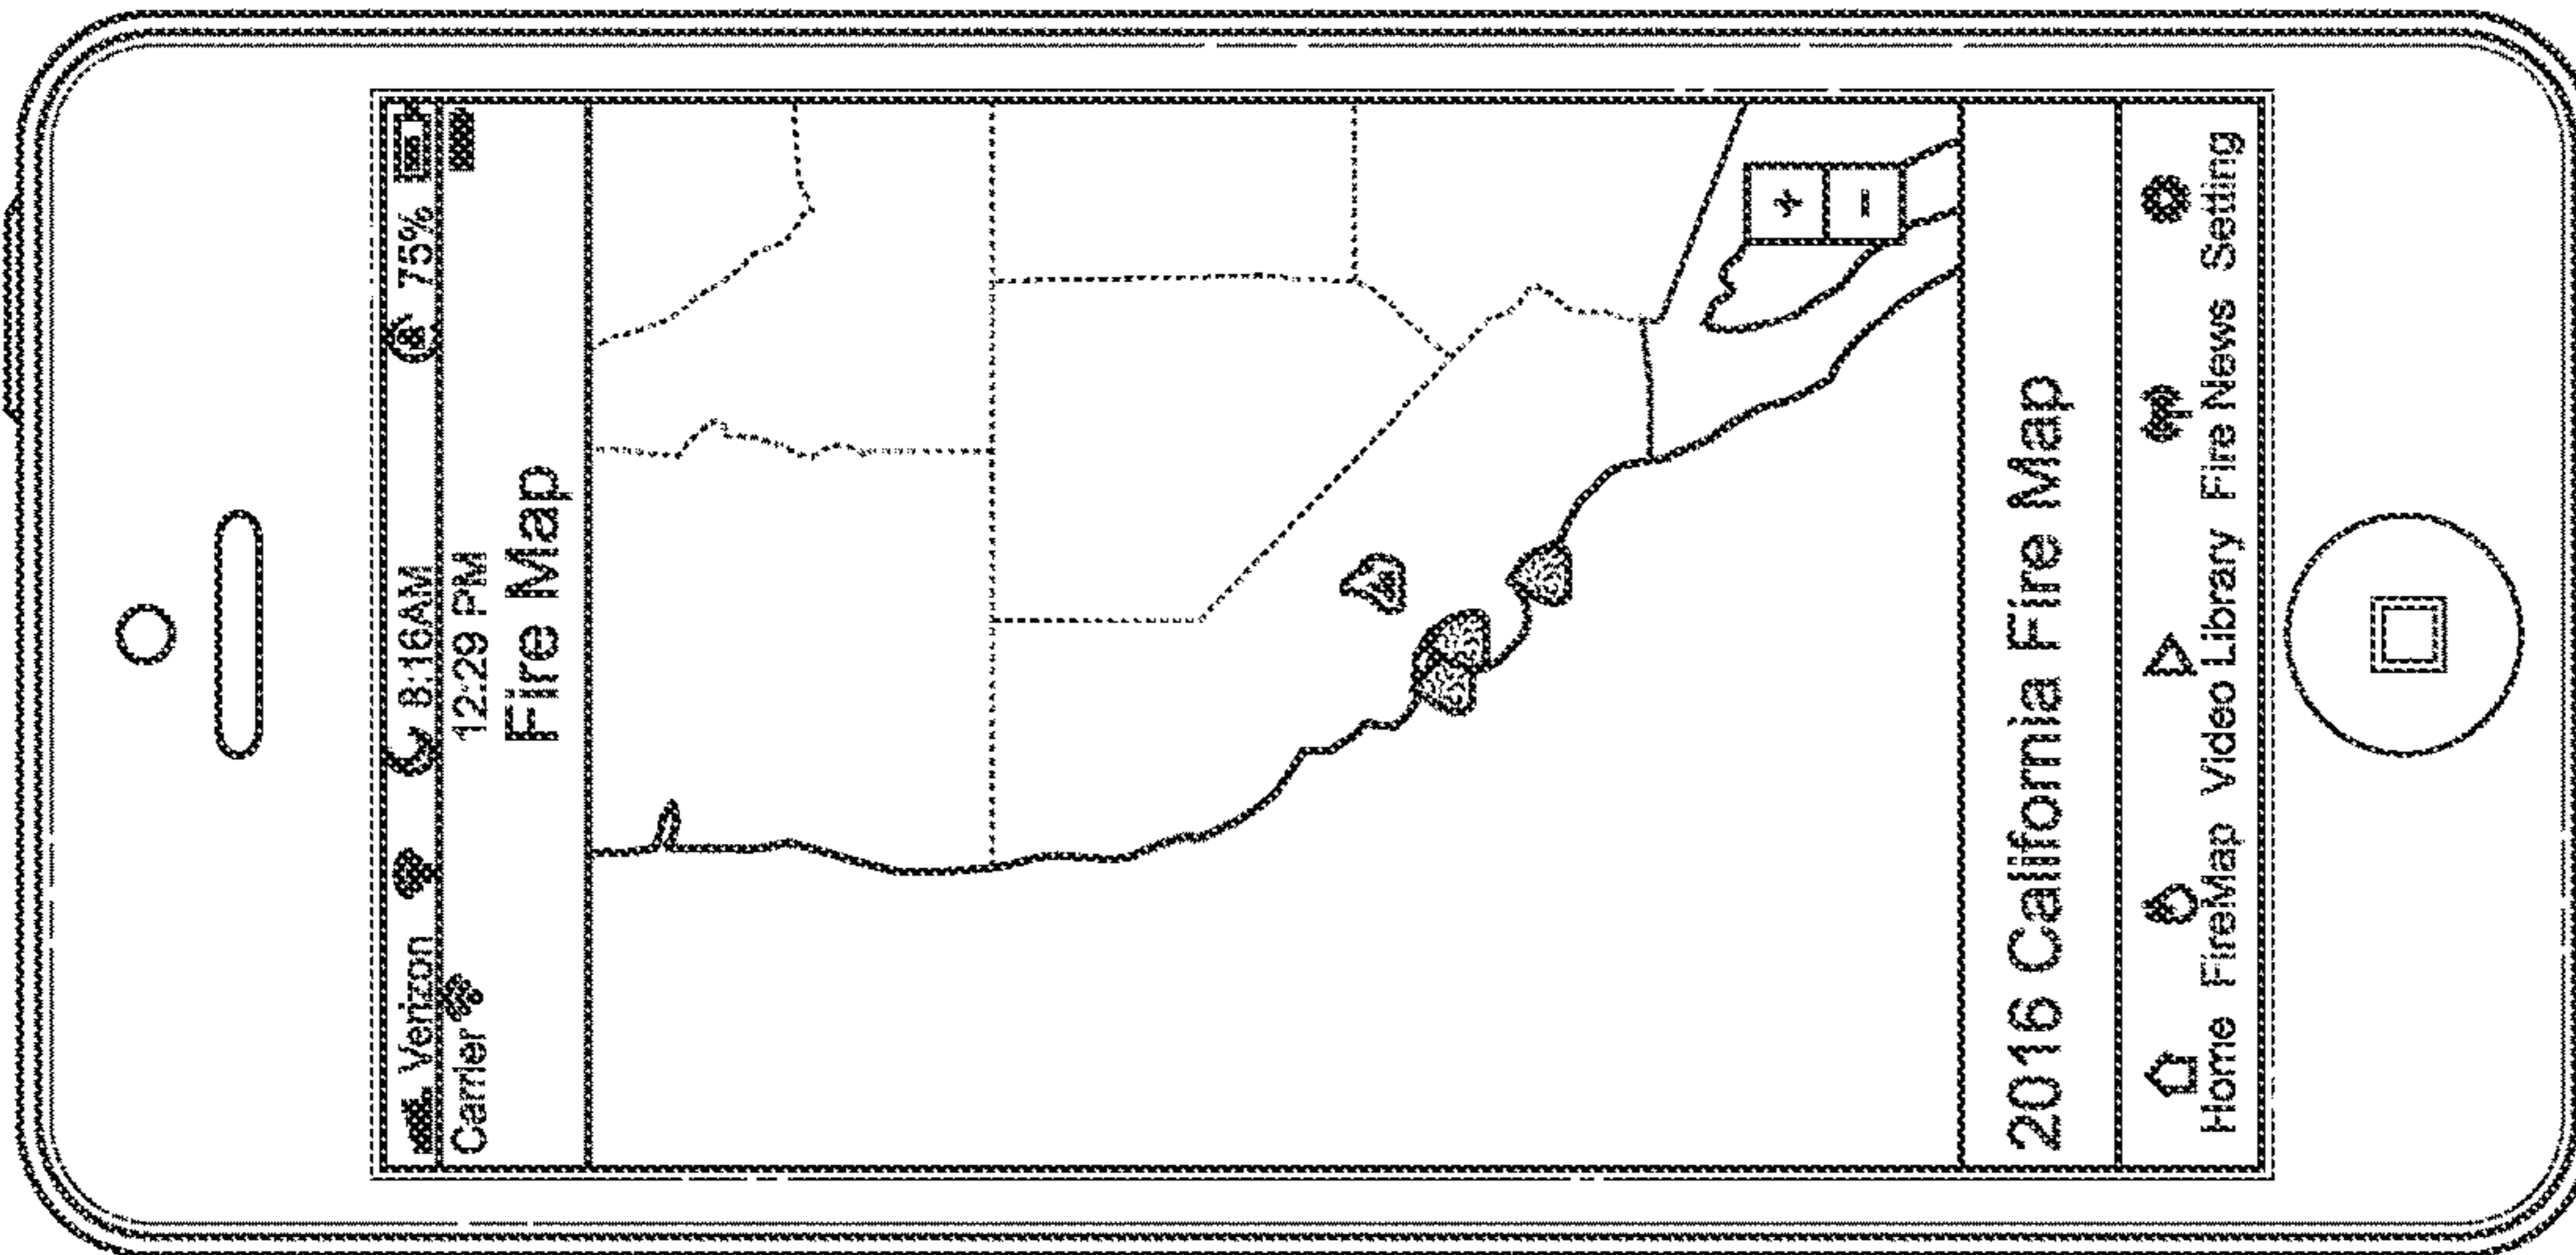 Verizon 8:16AM 75%
Carrier
12:29 PM
Fire Map
+
−
2016 California Fire Map
Home FireMap Video Library Fire News Setting